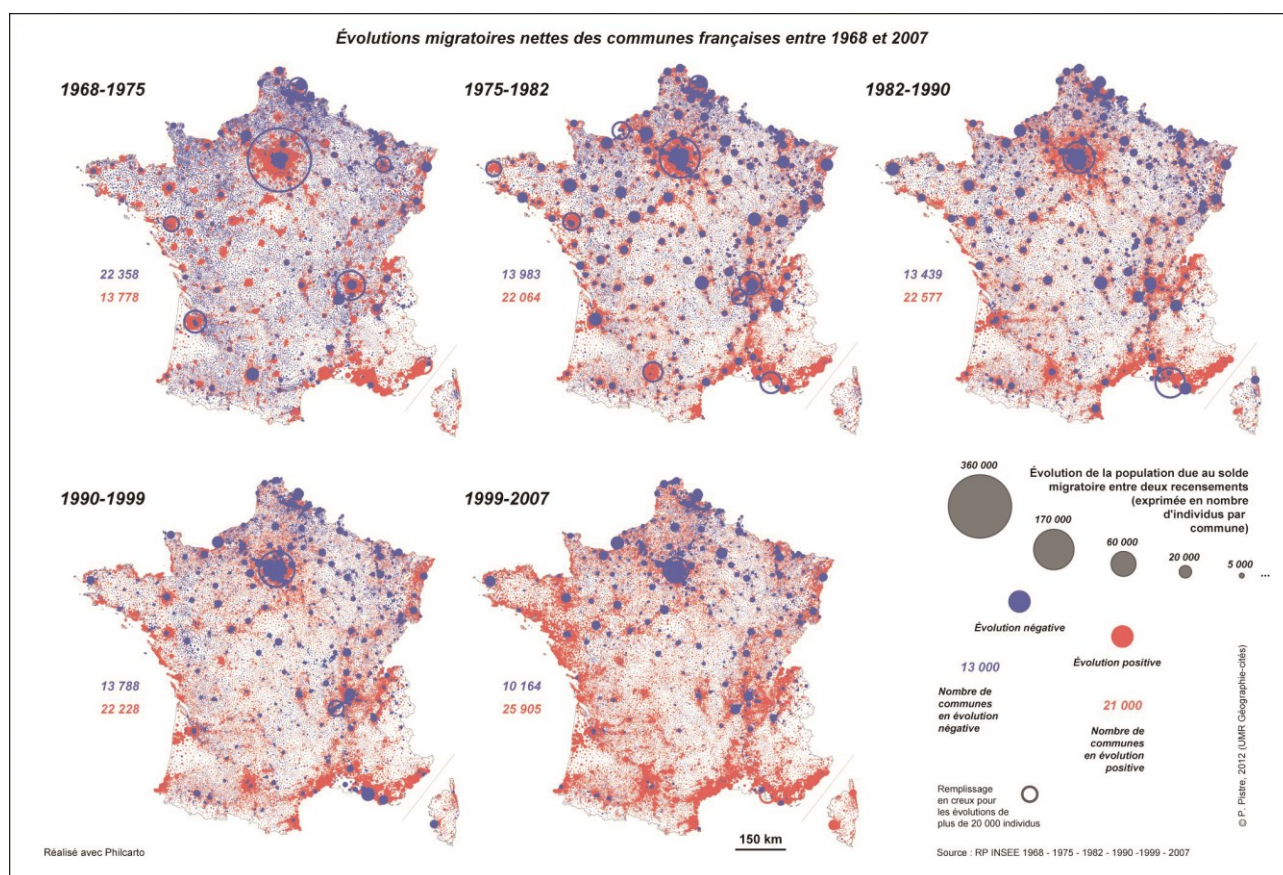 Évolutions migratoires nettes des communes françaises entre 1968 et 2007
1968-1975
1975-1982
1982-1990
22 358
13 778
13 983
22 064
13 439
22 577
1990-1999
1999-2007
13 788
22 228
10 164
25 905
360 000
170 000
60 000
20 000
5 000
...
Évolution de la population due au solde
migratoire entre deux recensements
(exprimée en nombre
d'individus par
commune)
Évolution négative
Évolution positive
13 000
Nombre de
communes
en évolution
négative
21 000
Nombre de
communes
en évolution
positive
Remplissage
en creux pour
les évolutions de
plus de 20 000 individus
© P. Pistre, 2012 (UMR Géographie-cités)
150 km
Réalisé avec Philcarto
Source : RP INSEE 1968 - 1975 - 1982 - 1990 -1999 - 2007